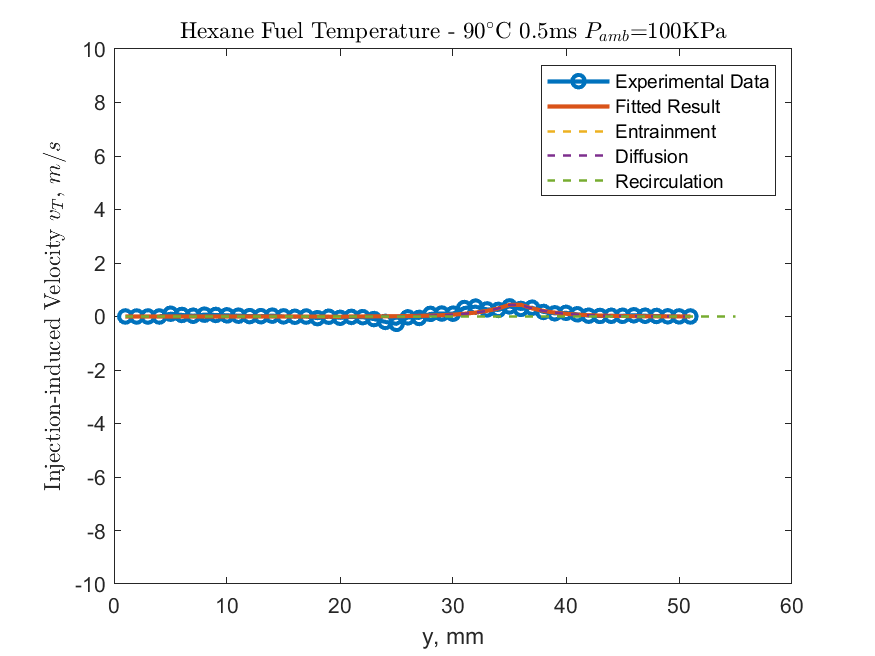 Hexane Fuel Temperature - 90°C 0.5ms P_amb=100KPa
Experimental Data
Fitted Result
Entrainment
Diffusion
Recirculation
Injection-induced Velocity v_T, m/s
10
8
6
4
2
0
-2
-4
-6
-8
-10
0 10 20 30 40 50 60
y, mm